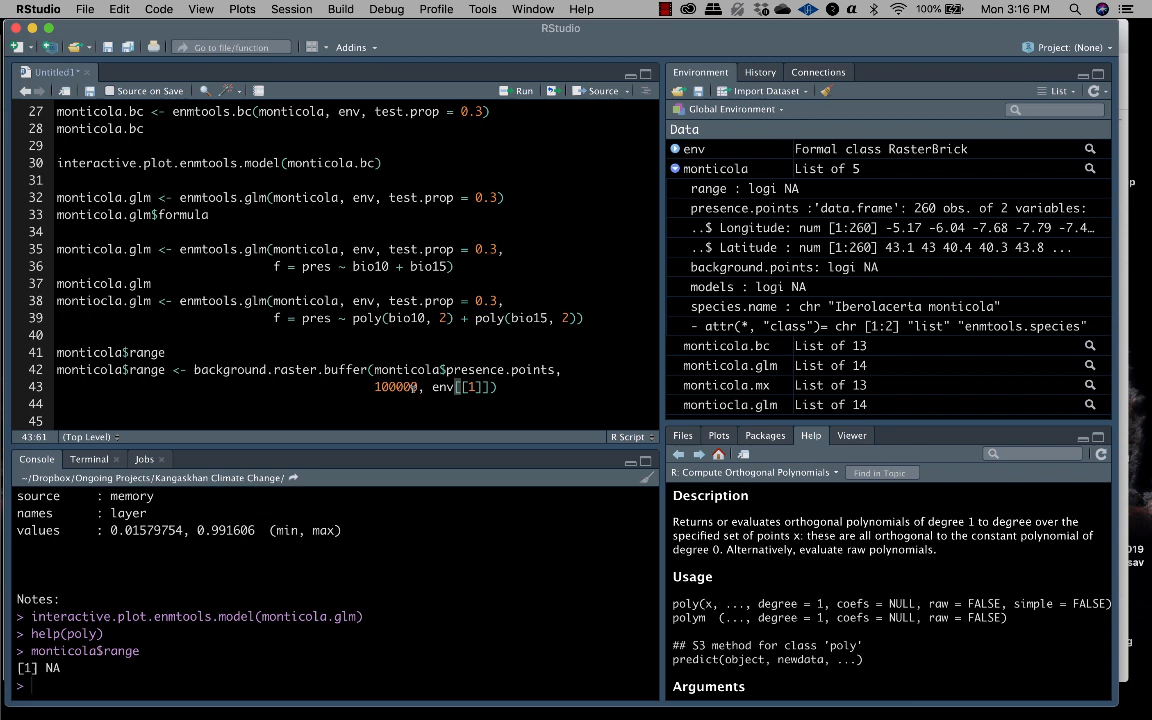 RStudio File Edit Code View Plots Session Build Debug Profile Tools Window Help 100% Mon 3:16 PM
RStudio
Go to file/function Addins Project: (None)
Untitled1*
Source on Save Run Source
27 monticola.bc <- enmtools.bc(monticola, env, test.prop = 0.3)
28 monticola.bc
29
30 interactive.plot.enmtools.model(monticola.bc)
31
32 monticola.glm <- enmtools.glm(monticola, env, test.prop = 0.3)
33 monticola.glm$formula
34
35 monticola.glm <- enmtools.glm(monticola, env, test.prop = 0.3,
36 f = pres ~ bio10 + bio15)
37 monticola.glm
38 montiocla.glm <- enmtools.glm(monticola, env, test.prop = 0.3,
39 f = pres ~ poly(bio10, 2) + poly(bio15, 2))
40
41 monticola$range
42 monticola$range <- background.raster.buffer(monticola$presence.points,
43 100000, env[[1]])
44
45
43:61 (Top Level) R Script
Console Terminal Jobs
~/Dropbox/Ongoing Projects/Kangaskhan Climate Change/
source : memory
names : layer
values : 0.01579754, 0.991606 (min, max)
Notes:
> interactive.plot.enmtools.model(monticola.glm)
> help(poly)
> monticola$range
[1] NA
>
Environment History Connections
Import Dataset List
Global Environment
Data
env Formal class RasterBrick
monticola List of 5
range : logi NA
presence.points :'data.frame': 260 obs. of 2 variables:
..$ Longitude: num [1:260] -5.17 -6.04 -7.68 -7.79 -7.4…
..$ Latitude : num [1:260] 43.1 43 40.4 40.3 43.8 ...
background.points: logi NA
models : logi NA
species.name : chr "Iberolacerta monticola"
- attr(*, "class")= chr [1:2] "list" "enmtools.species"
monticola.bc List of 13
monticola.glm List of 14
monticola.mx List of 13
montiocla.glm List of 14
Files Plots Packages Help Viewer
R: Compute Orthogonal Polynomials Find in Topic
Description
Returns or evaluates orthogonal polynomials of degree 1 to degree over the
specified set of points x: these are all orthogonal to the constant polynomial of
degree 0. Alternatively, evaluate raw polynomials.
Usage
poly(x, ..., degree = 1, coefs = NULL, raw = FALSE, simple = FALSE)
polym (..., degree = 1, coefs = NULL, raw = FALSE)
## S3 method for class 'poly'
predict(object, newdata, ...)
Arguments
019
sav